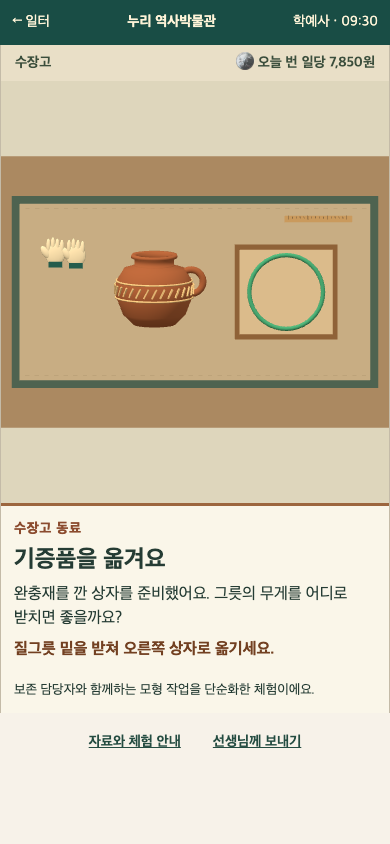 ← 일터
누리 역사박물관
학예사 · 09:30
수장고
오늘 번 일당 7,850원
수장고 동료
기증품을 옮겨요
완충재를 깐 상자를 준비했어요. 그릇의 무게를 어디로
받치면 좋을까요?
질그릇 밑을 받쳐 오른쪽 상자로 옮기세요.
보존 담당자와 함께하는 모형 작업을 단순화한 체험이에요.
자료와 체험 안내
선생님께 보내기